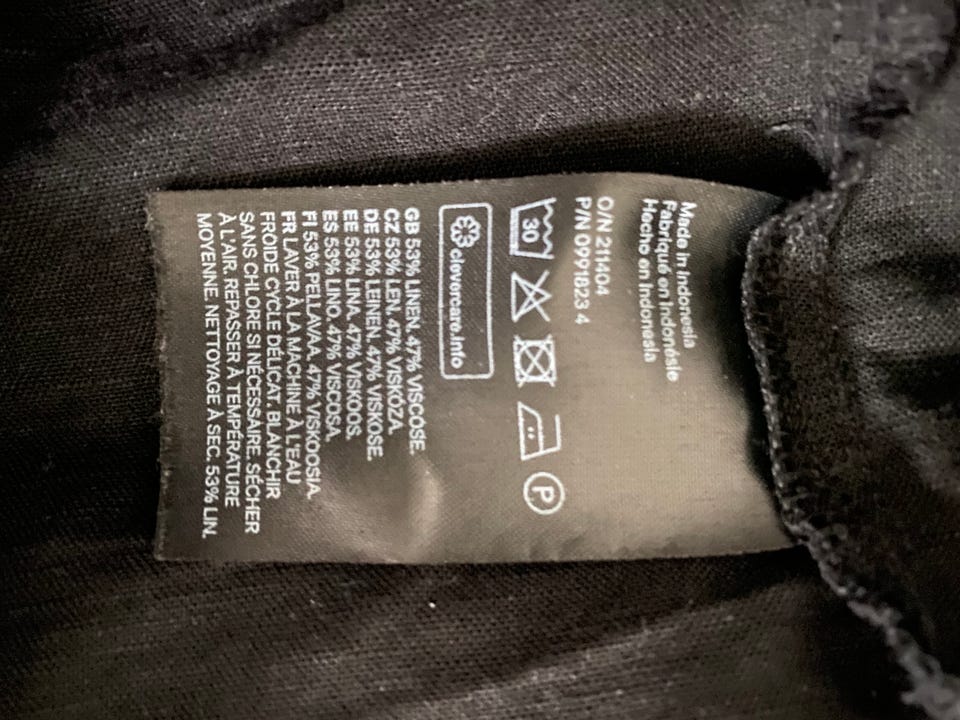 Made in Indonesia
Fabriqué en Indonésie
Hecho en Indonesia
O/N 211404
P/N 0991823 4
30 P
clevercare.info
GB 53% LINEN. 47% VISCOSE.
CZ 53% LEN. 47% VISKÓZA.
DE 53% LEINEN. 47% VISKOSE.
EE 53% LINA. 47% VISKOOS.
ES 53% LINO. 47% VISCOSA.
FI 53% PELLAVAA. 47% VISKOOSIA.
FR LAVER À LA MACHINE À L'EAU
FROIDE CYCLE DÉLICAT. BLANCHIR
SANS CHLORE SI NÉCESSAIRE. SÉCHER
À L'AIR. REPASSER À TEMPÉRATURE
MOYENNE. NETTOYAGE À SEC. 53% LIN.